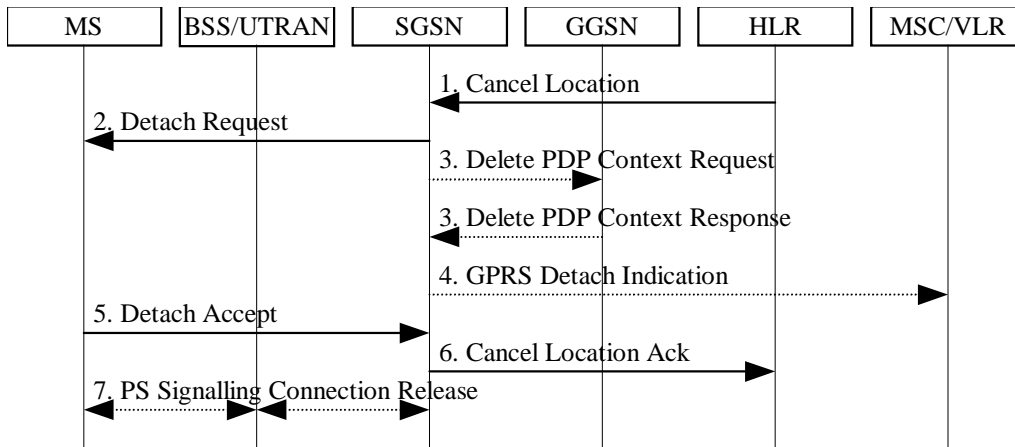 MS BSS/UTRAN SGSN GGSN HLR MSC/VLR
1. Cancel Location
2. Detach Request
3. Delete PDP Context Request
3. Delete PDP Context Response
4. GPRS Detach Indication
5. Detach Accept
6. Cancel Location Ack
7. PS Signalling Connection Release